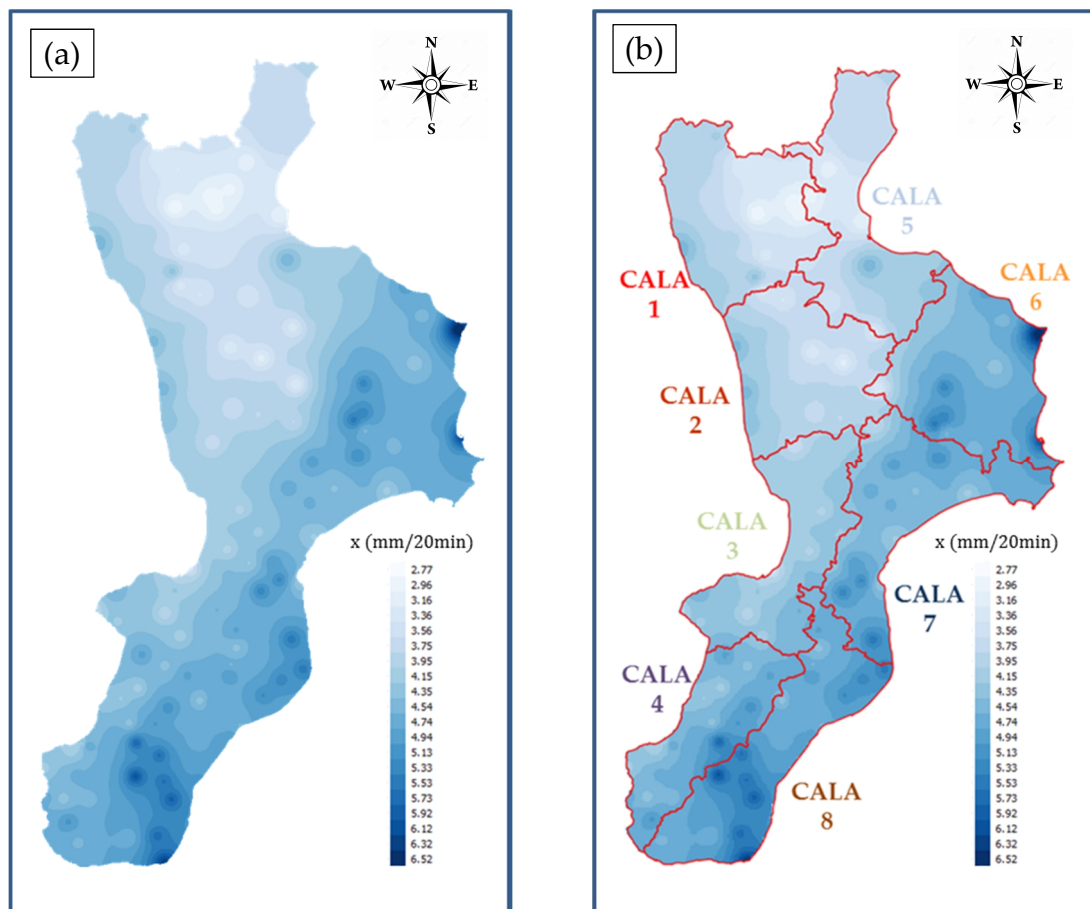 (a)
N
W E
S
x (mm/20min)
2.77
2.96
3.16
3.36
3.56
3.75
3.95
4.15
4.35
4.54
4.74
4.94
5.13
5.33
5.53
5.73
5.93
6.12
6.32
6.52
(b)
N
W E
S
CALA
5
CALA
1
CALA
6
CALA
2
CALA
3
x (mm/20min)
2.77
2.96
3.16
3.36
3.56
3.75
3.95
4.15
4.35
4.54
4.74
4.94
5.13
5.33
5.53
5.73
5.93
6.12
6.32
6.52
CALA
7
CALA
4
CALA
8